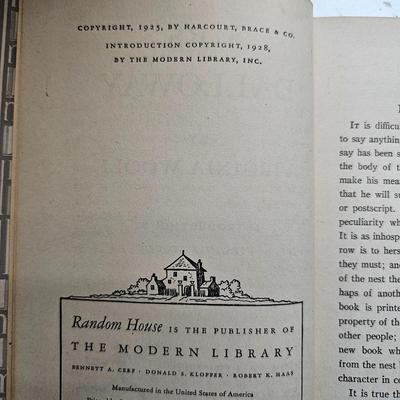 COPYRIGHT, 1925, BY HARCOURT, BRACE & CO.
INTRODUCTION COPYRIGHT, 1928,
BY THE MODERN LIBRARY, INC.
Random House IS THE PUBLISHER OF
THE MODERN LIBRARY
BENNETT A. CERF · DONALD S. KLOPFER · ROBERT K. HAAS
Manufactured in the United States of America
IT is difficu
to say anythin
say has been s
the body of t
make his mea
that he will su
or postscript.
peculiarity wh
It is as inhosp
row is to hers
they must; and
of the nest the
haps of anoth
book is printe
property of the
other people;
new book wh
from the nest b
character in co
It is true th